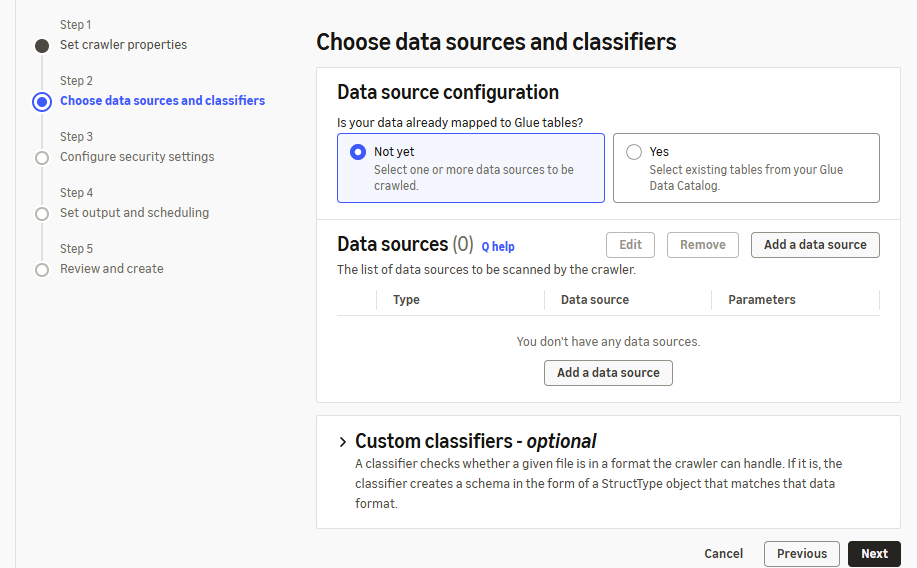 Step 1
Set crawler properties
Step 2
Choose data sources and classifiers
Step 3
Configure security settings
Step 4
Set output and scheduling
Step 5
Review and create
Choose data sources and classifiers
Data source configuration
Is your data already mapped to Glue tables?
Not yet
Select one or more data sources to be
crawled.
Yes
Select existing tables from your Glue
Data Catalog.
Data sources (0) Q help
Edit Remove Add a data source
The list of data sources to be scanned by the crawler.
Type Data source Parameters
You don't have any data sources.
Add a data source
Custom classifiers - optional
A classifier checks whether a given file is in a format the crawler can handle. If it is, the
classifier creates a schema in the form of a StructType object that matches that data
format.
Cancel Previous Next